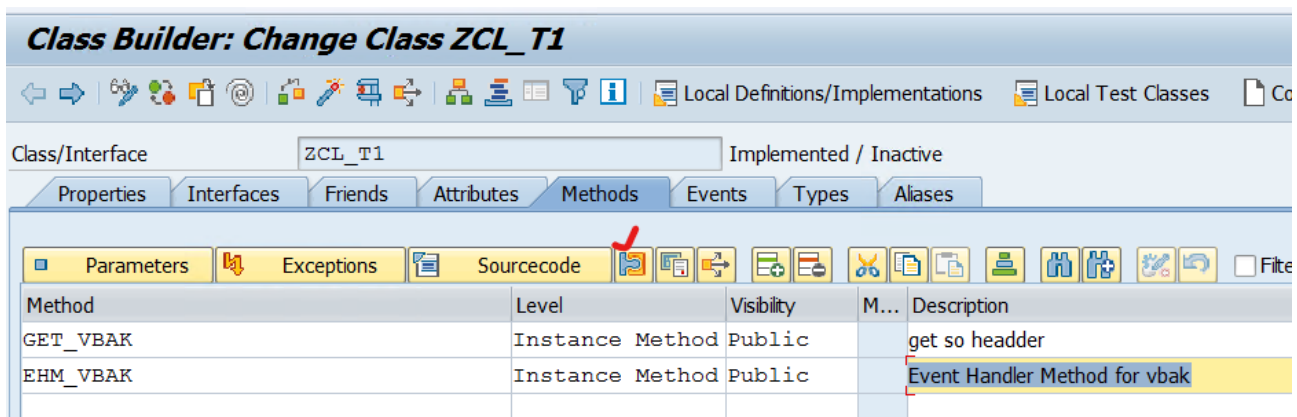 Class Builder: Change Class ZCL_T1
Local Definitions/Implementations Local Test Classes Co
Class/Interface ZCL_T1 Implemented / Inactive
Properties Interfaces Friends Attributes Methods Events Types Aliases
Parameters Exceptions Sourcecode Filte
Method Level Visibility M... Description
GET_VBAK Instance Method Public get so headder
EHM_VBAK Instance Method Public Event Handler Method for vbak